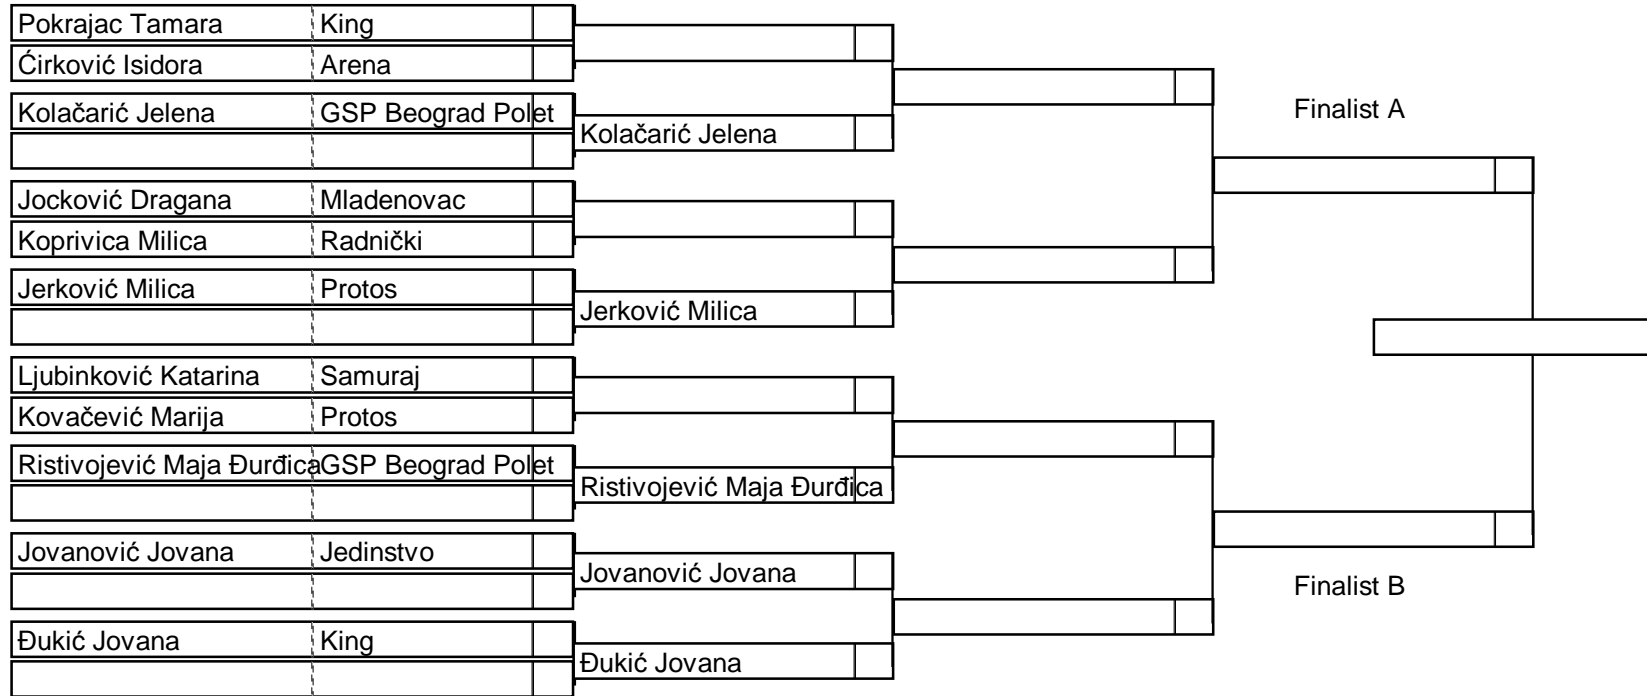 Pokrajac Tamara King
Ćirković Isidora Arena
Kolačarić Jelena GSP Beograd Polet
Kolačarić Jelena
Finalist A
Jocković Dragana Mladenovac
Koprivica Milica Radnički
Jerković Milica Protos
Jerković Milica
Ljubinković Katarina Samuraj
Kovačević Marija Protos
Ristivojević Maja Đurđica GSP Beograd Polet
Ristivojević Maja Đurđica
Jovanović Jovana Jedinstvo
Jovanović Jovana
Finalist B
Đukić Jovana King
Đukić Jovana